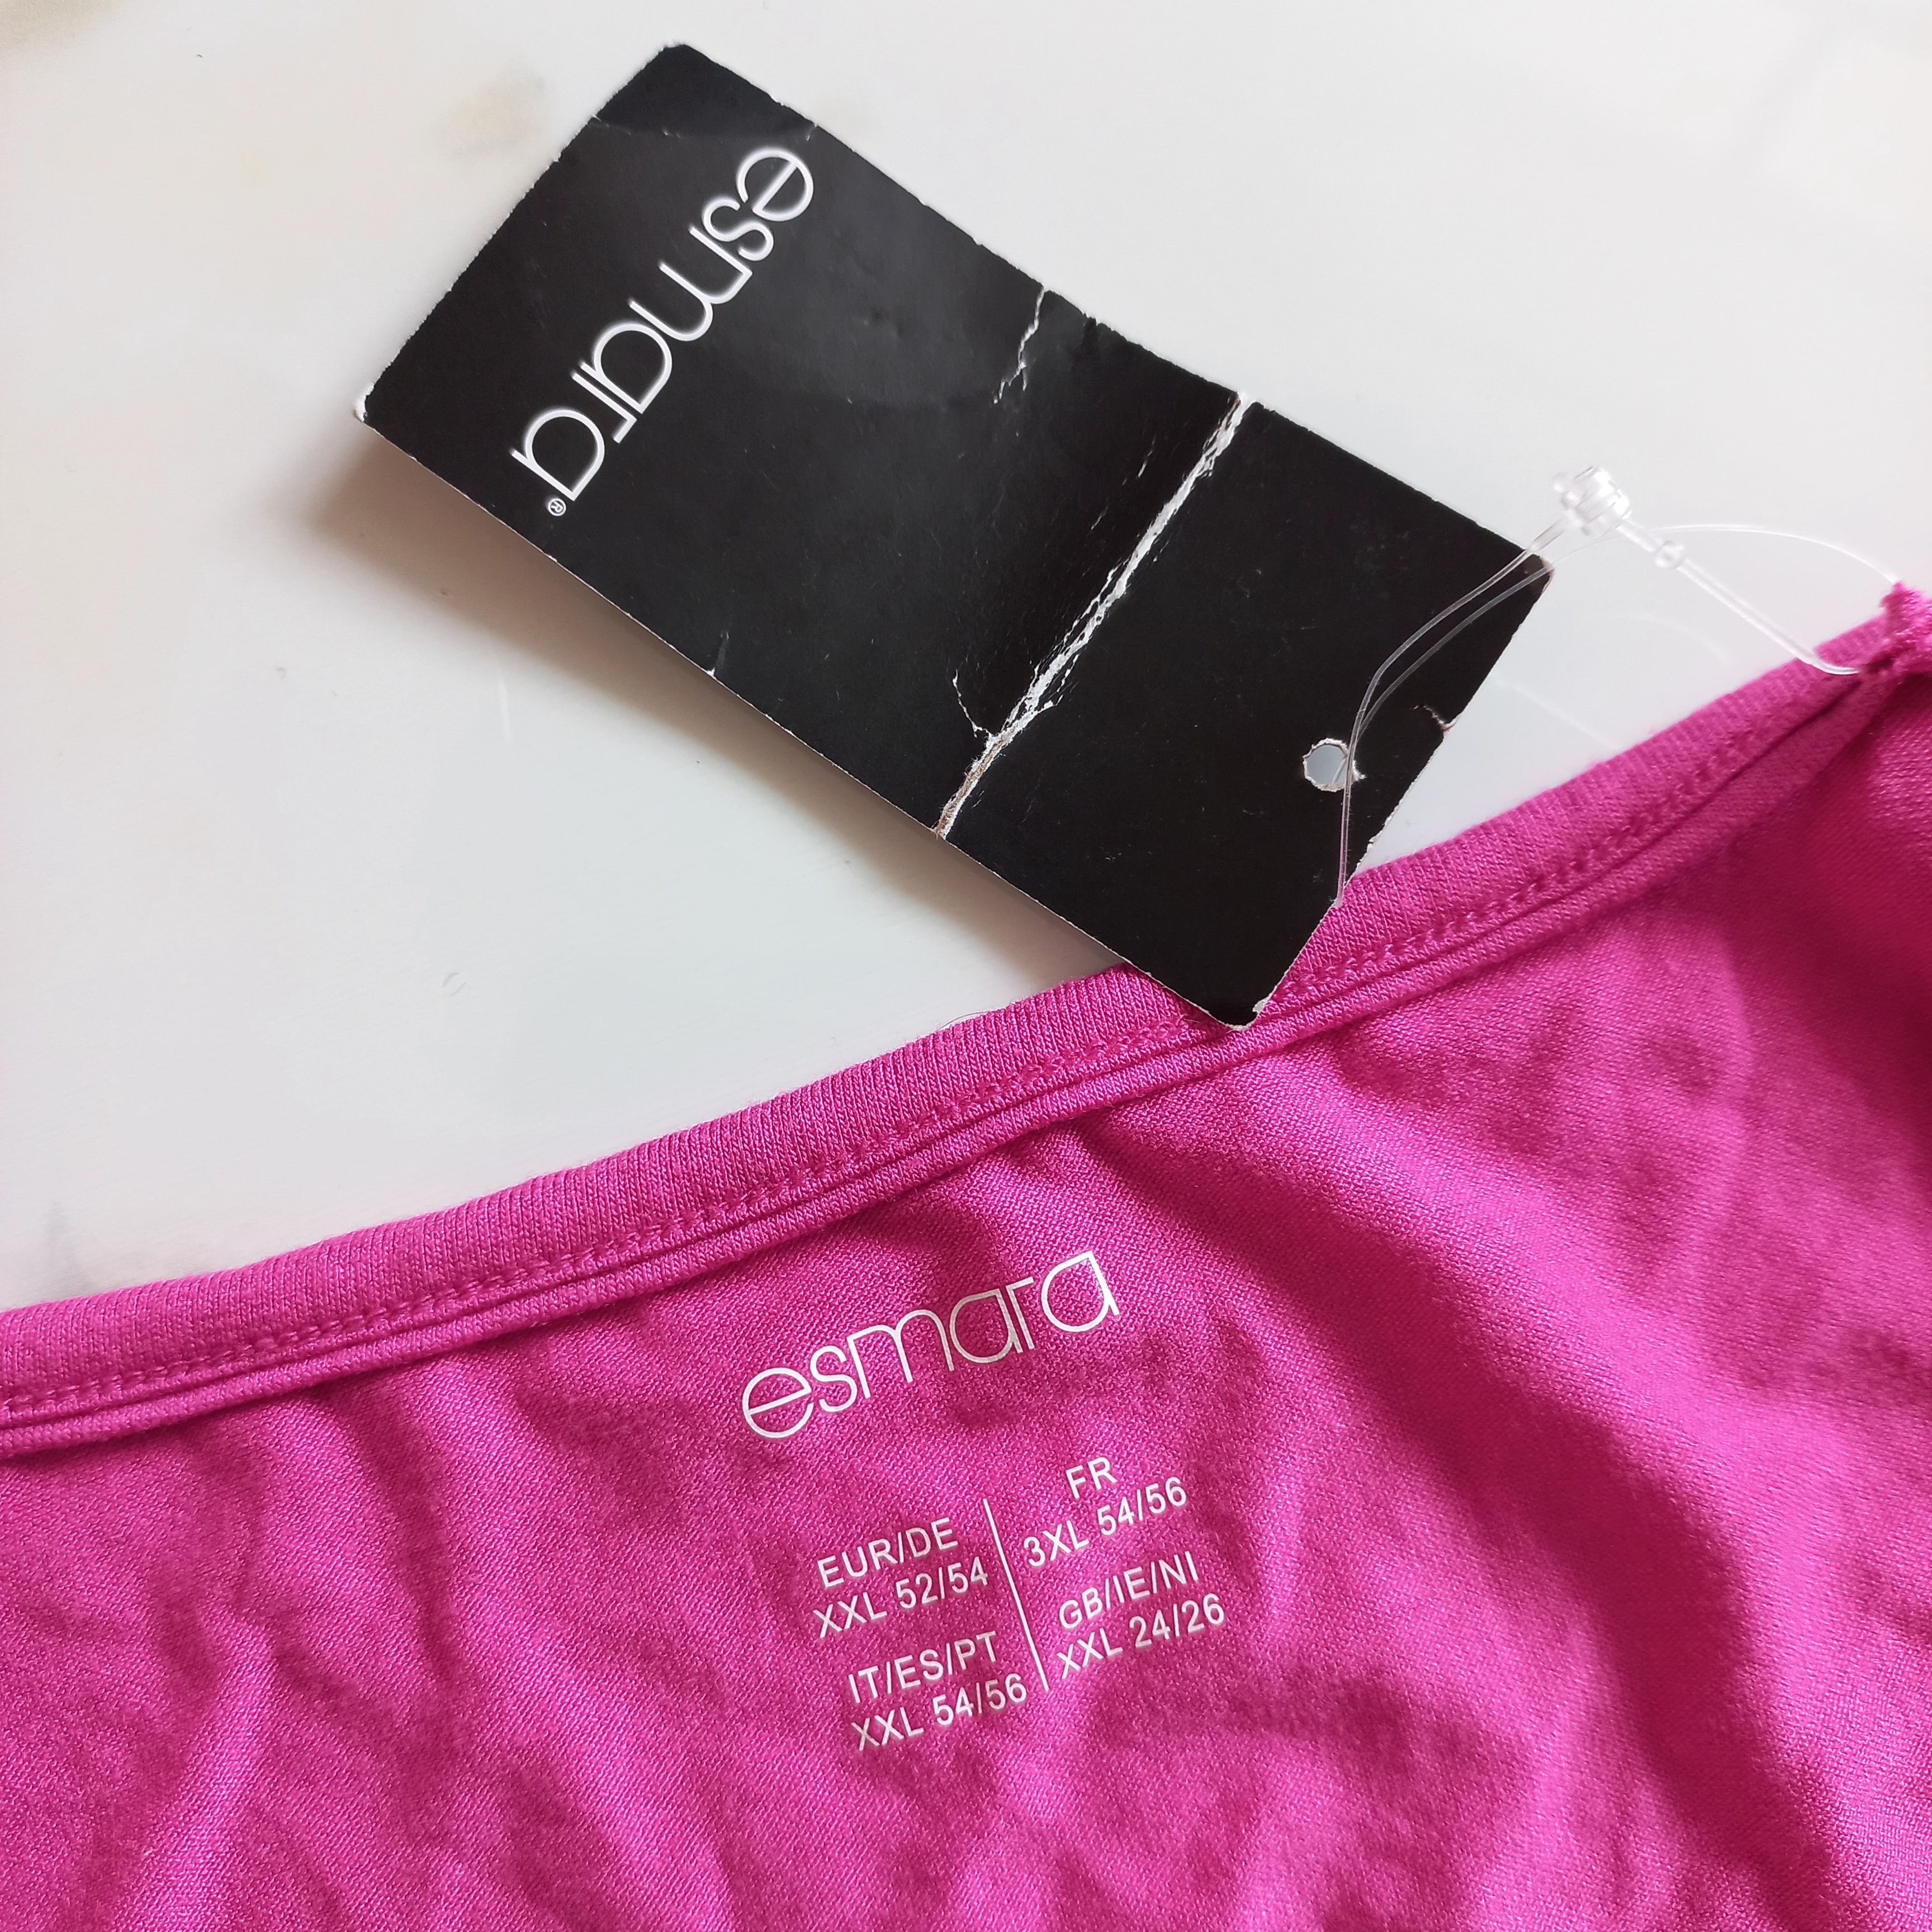 esmara®
esmara
EUR/DE
XXL 52/54
IT/ES/PT
XXL 54/56
FR
3XL 54/56
GB/IE/NI
XXL 24/26